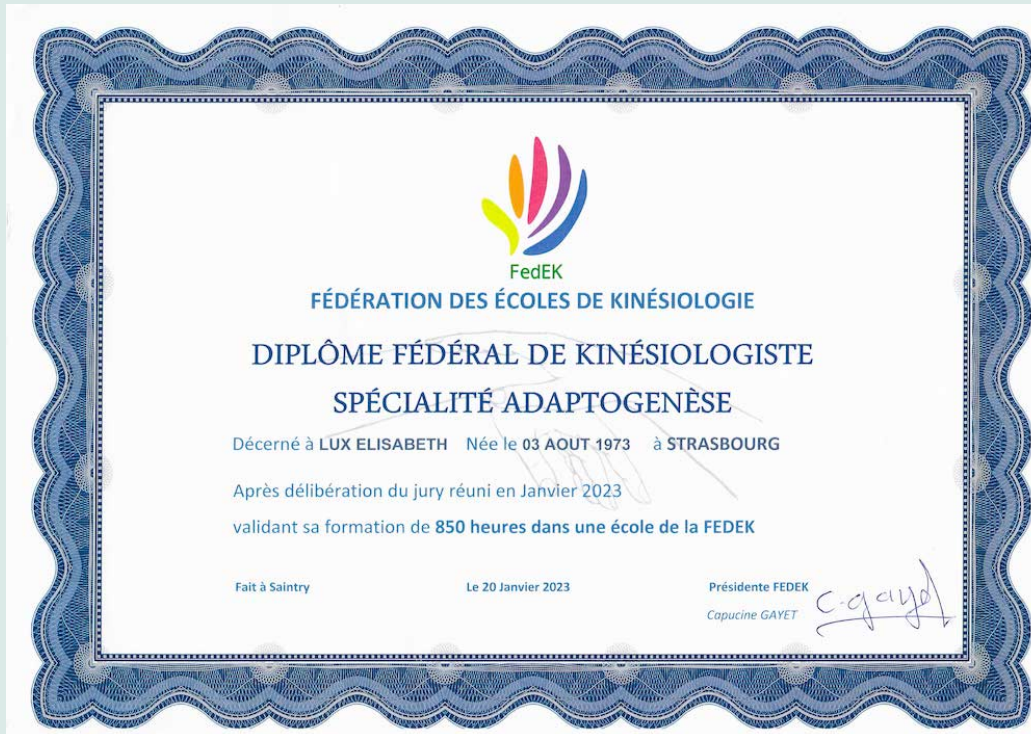 FedEK
FÉDÉRATION DES ÉCOLES DE KINÉSIOLOGIE
DIPLÔME FÉDÉRAL DE KINÉSIOLOGISTE
SPÉCIALITÉ ADAPTOGENÈSE
Décerné à LUX ELISABETH Née le 03 AOUT 1973 à STRASBOURG
Après délibération du jury réuni en Janvier 2023
validant sa formation de 850 heures dans une école de la FEDEK
Fait à Saintry Le 20 Janvier 2023 Présidente FEDEK
Capucine GAYET C. gayet